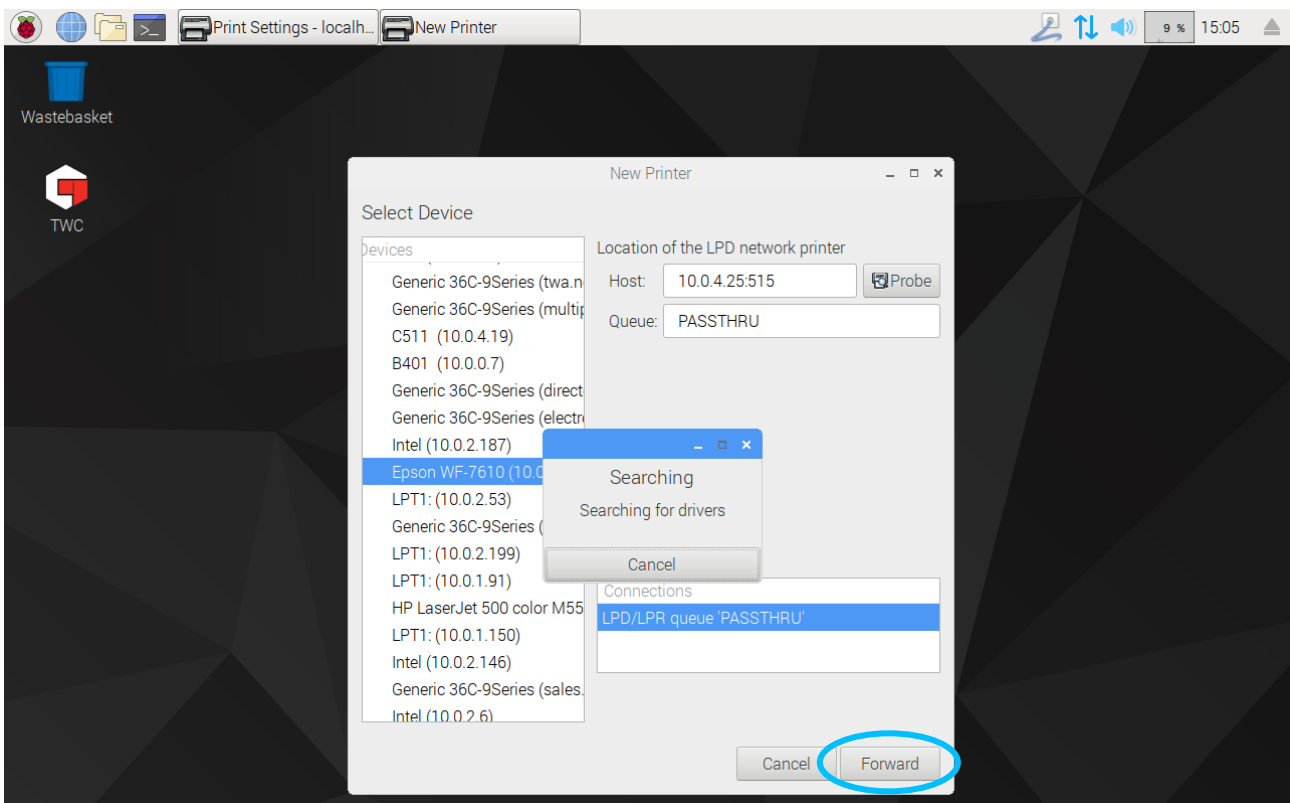 Print Settings - localh...
New Printer
9 %
15:05
Wastebasket
TWC
New Printer
Select Device
Devices
Generic 36C-9Series (twa.n
Generic 36C-9Series (multip
C511 (10.0.4.19)
B401 (10.0.0.7)
Generic 36C-9Series (direct
Generic 36C-9Series (electr
Intel (10.0.2.187)
Epson WF-7610 (10.0
LPT1: (10.0.2.53)
Generic 36C-9Series (
LPT1: (10.0.2.199)
LPT1: (10.0.1.91)
HP LaserJet 500 color M55
LPT1: (10.0.1.150)
Intel (10.0.2.146)
Generic 36C-9Series (sales.
Intel (10.0.2.6)
Location of the LPD network printer
Host: 10.0.4.25:515 Probe
Queue: PASSTHRU
Searching
Searching for drivers
Cancel
Connections
LPD/LPR queue 'PASSTHRU'
Cancel Forward